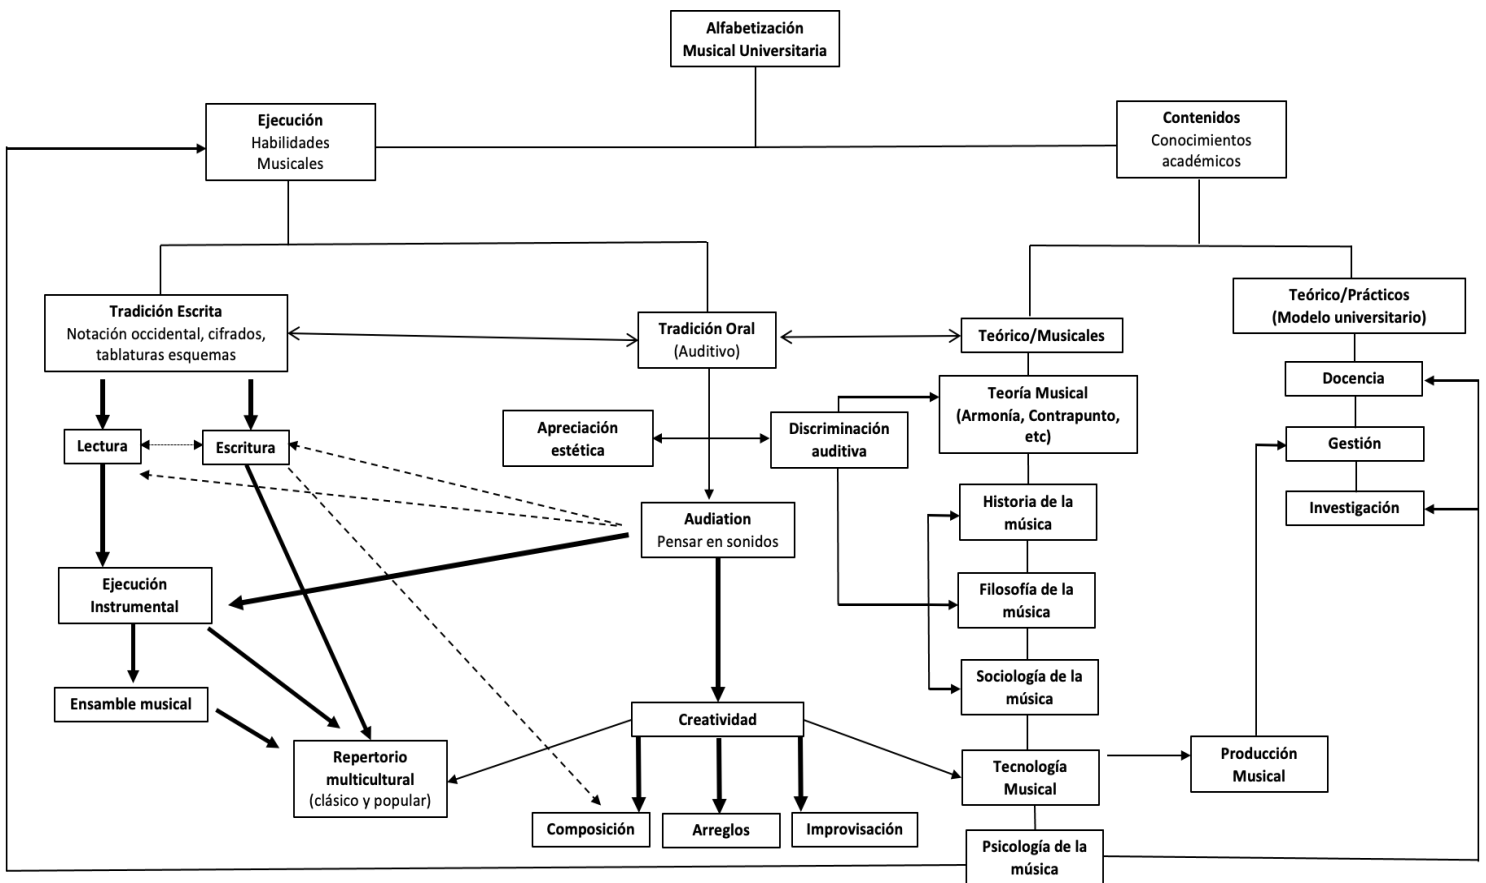 Alfabetización
Musical Universitaria
Ejecución
Habilidades
Musicales
Contenidos
Conocimientos
académicos
Tradición Escrita
Notación occidental, cifrados,
tablaturas esquemas
Tradición Oral
(Auditivo)
Teórico/Musicales
Teórico/Prácticos
(Modelo universitario)
Docencia
Gestión
Investigación
Lectura
Escritura
Apreciación
estética
Discriminación
auditiva
Teoría Musical
(Armonía, Contrapunto,
etc)
Historia de la
música
Audiation
Pensar en sonidos
Ejecución
Instrumental
Filosofía de la
música
Ensamble musical
Sociología de la
música
Creatividad
Repertorio
multicultural
(clásico y popular)
Tecnología
Musical
Producción
Musical
Composición
Arreglos
Improvisación
Psicología de la
música